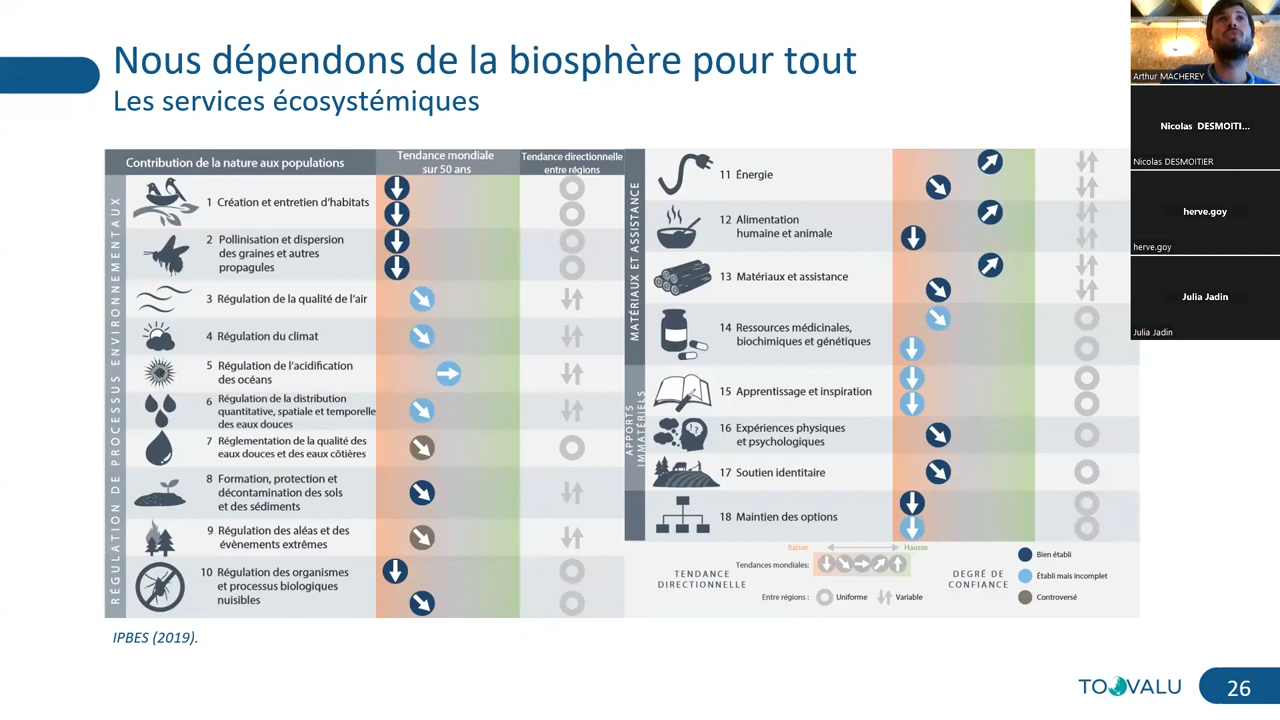 Nous dépendons de la biosphère pour tout
Les services écosystémiques
Contribution de la nature aux populations
Tendance mondiale
sur 50 ans
Tendance directionnelle
entre régions
RÉGULATION DE PROCESSUS ENVIRONNEMENTAUX
1 Création et entretien d'habitats
2 Pollinisation et dispersion
des graines et autres
propagules
3 Régulation de la qualité de l'air
4 Régulation du climat
5 Régulation de l'acidification
des océans
6 Régulation de la distribution
quantitative, spatiale et temporelle
des eaux douces
7 Réglementation de la qualité des
eaux douces et des eaux côtières
8 Formation, protection et
décontamination des sols
et des sédiments
9 Régulation des aléas et des
évènements extrêmes
10 Régulation des organismes
et processus biologiques
nuisibles
MATÉRIAUX ET ASSISTANCE
11 Énergie
12 Alimentation
humaine et animale
13 Matériaux et assistance
14 Ressources médicinales,
biochimiques et génétiques
APPORTS
IMMATÉRIELS
15 Apprentissage et inspiration
16 Expériences physiques
et psychologiques
17 Soutien identitaire
18 Maintien des options
TENDANCE
DIRECTIONNELLE
Baisse
Hausse
Tendances mondiales:
Entre régions :
Uniforme
Variable
DEGRÉ DE
CONFIANCE
Bien établi
Établi mais incomplet
Controversé
IPBES (2019).
TOOVALU
26
Arthur MACHEREY
Nicolas DESMOITI...
Nicolas DESMOITIER
herve.goy
herve.goy
Julia Jadin
Julia Jadin